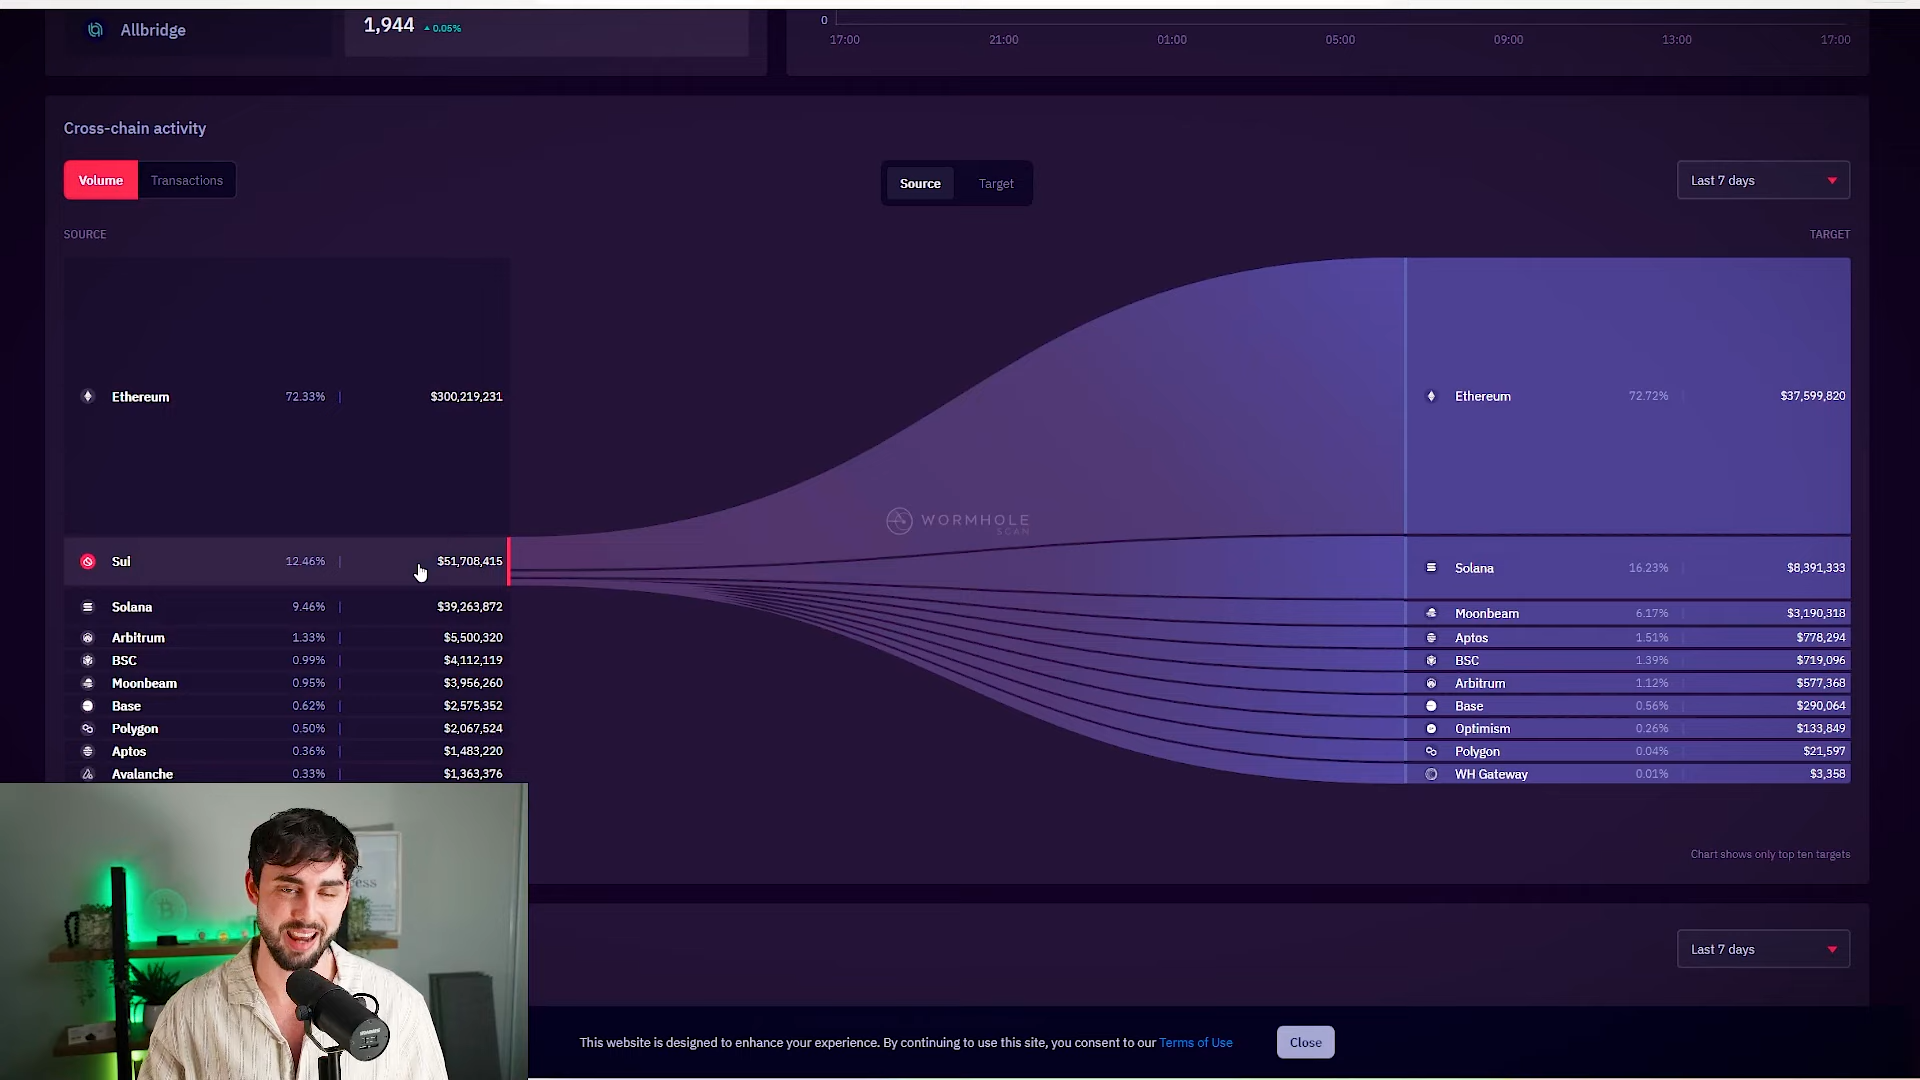 Allbridge
1,944 0.05%
0
17:00 21:00 01:00 05:00 09:00 13:00 17:00
Cross-chain activity
Volume Transactions
Source Target
Last 7 days
SOURCE
TARGET
Ethereum 72.33% | $300,219,231
Sui 12.46% | $51,708,415
Solana 9.46% | $39,263,872
Arbitrum 1.33% | $5,500,320
BSC 0.99% | $4,112,119
Moonbeam 0.95% | $3,956,260
Base 0.62% | $2,575,352
Polygon 0.50% | $2,067,524
Aptos 0.36% | $1,483,220
Avalanche 0.33% | $1,363,376
WORMHOLE
SCAN
Ethereum 72.72% | $37,599,820
Solana 16.23% | $8,391,333
Moonbeam 6.17% | $3,190,318
Aptos 1.51% | $778,294
BSC 1.39% | $719,096
Arbitrum 1.12% | $577,368
Base 0.56% | $290,064
Optimism 0.26% | $133,849
Polygon 0.04% | $21,597
WH Gateway 0.01% | $3,358
Chart shows only top ten targets
Last 7 days
This website is designed to enhance your experience. By continuing to use this site, you consent to our Terms of Use
Close